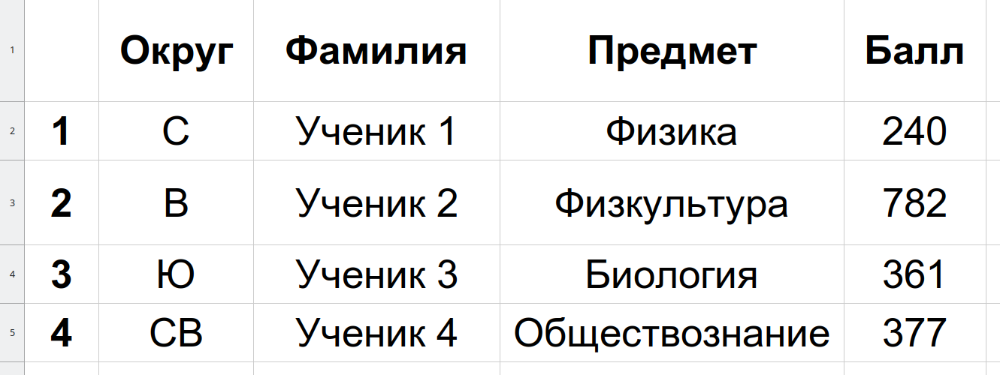 1 Округ Фамилия Предмет Балл
2 1 С Ученик 1 Физика 240
3 2 В Ученик 2 Физкультура 782
4 3 Ю Ученик 3 Биология 361
5 4 СВ Ученик 4 Обществознание 377